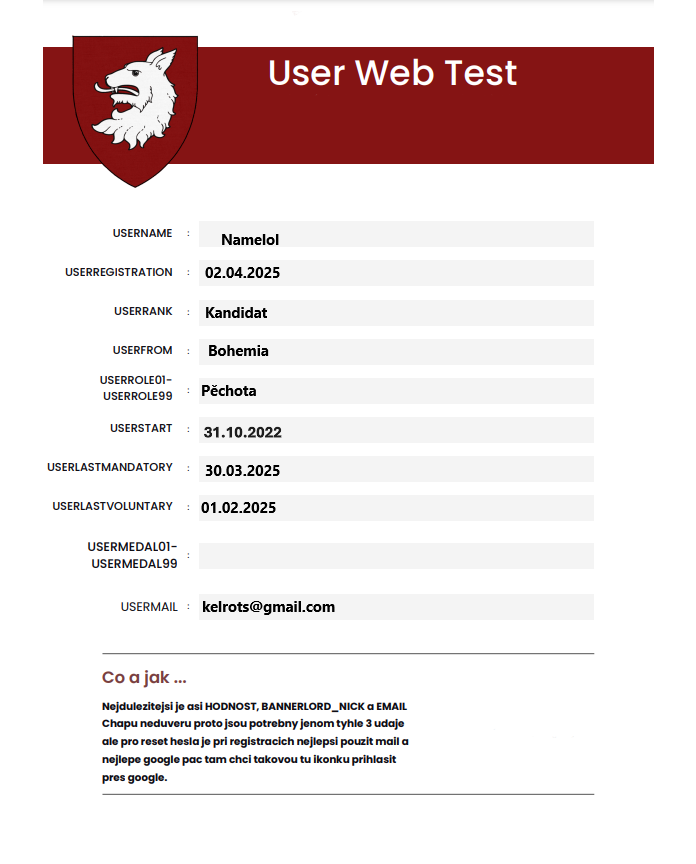 User Web Test
USERNAME : Namelol
USERREGISTRATION : 02.04.2025
USERRANK : Kandidat
USERFROM : Bohemia
USERROLE01-
USERROLE99 : Pěchota
USERSTART : 31.10.2022
USERLASTMANDATORY : 30.03.2025
USERLASTVOLUNTARY : 01.02.2025
USERMEDAL01-
USERMEDAL99 :
USERMAIL : kelrots@gmail.com
Co a jak ...
Nejdulezitejsi je asi HODNOST, BANNERLORD_NICK a EMAIL
Chapu neduveru proto jsou potrebny jenom tyhle 3 udaje
ale pro reset hesla je pri registracich nejlepsi pouzit mail a
nejlepe google pac tam chci takovou tu ikonku prihlasit
pres google.